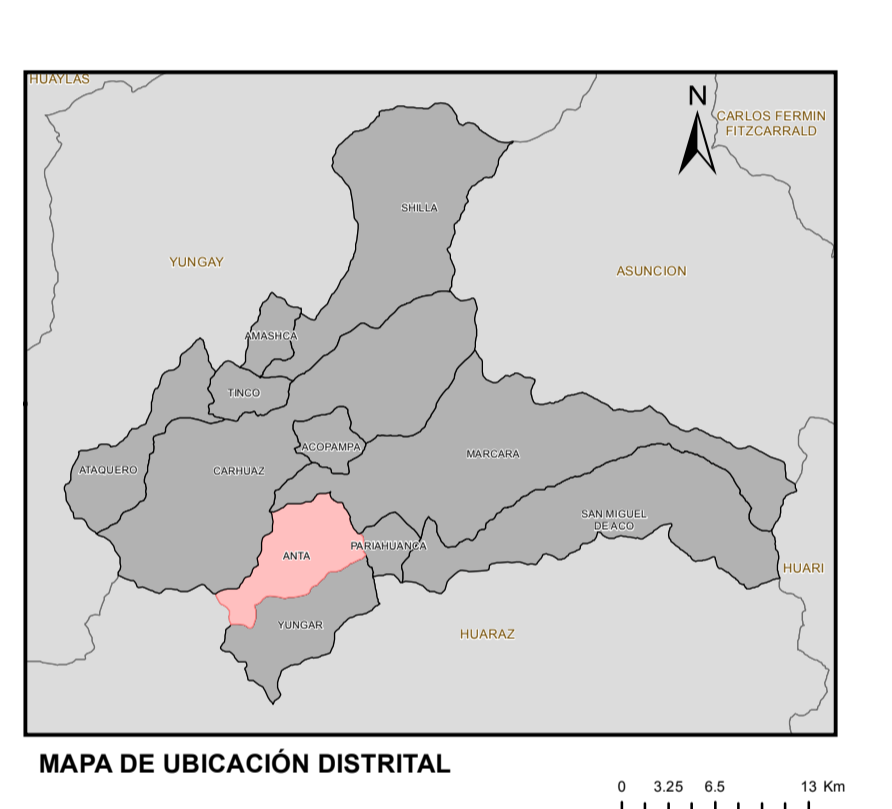 HUAYLAS
N
CARLOS FERMIN
FITZCARRALD
SHILLA
YUNGAY
ASUNCION
AMASHCA
TINCO
ACOPAMPA
MARCARA
ATAQUERO
CARHUAZ
SAN MIGUEL
DE ACO
PARIAHUANCA
ANTA
HUARI
YUNGAR
HUARAZ
MAPA DE UBICACIÓN DISTRITAL
0 3.25 6.5 13 Km